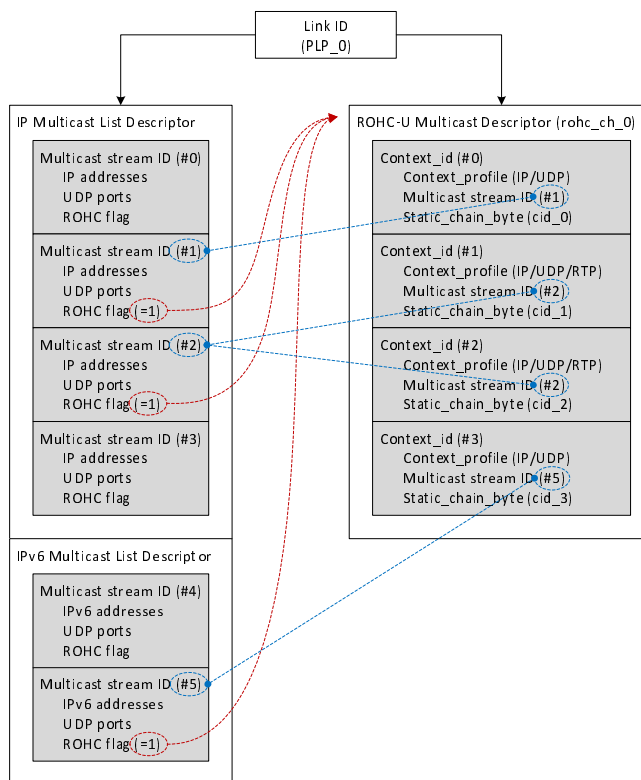 Link ID
(PLP_0)
IP Multicast List Descriptor
Multicast stream ID (#0)
IP addresses
UDP ports
ROHC flag
Multicast stream ID (#1)
IP addresses
UDP ports
ROHC flag (=1)
Multicast stream ID (#2)
IP addresses
UDP ports
ROHC flag (=1)
Multicast stream ID (#3)
IP addresses
UDP ports
ROHC flag
IPv6 Multicast List Descriptor
Multicast stream ID (#4)
IPv6 addresses
UDP ports
ROHC flag
Multicast stream ID (#5)
IPv6 addresses
UDP ports
ROHC flag (=1)
ROHC-U Multicast Descriptor (rohc_ch_0)
Context_id (#0)
Context_profile (IP/UDP)
Multicast stream ID (#1)
Static_chain_byte (cid_0)
Context_id (#1)
Context_profile (IP/UDP/RTP)
Multicast stream ID (#2)
Static_chain_byte (cid_1)
Context_id (#2)
Context_profile (IP/UDP/RTP)
Multicast stream ID (#2)
Static_chain_byte (cid_2)
Context_id (#3)
Context_profile (IP/UDP)
Multicast stream ID (#5)
Static_chain_byte (cid_3)